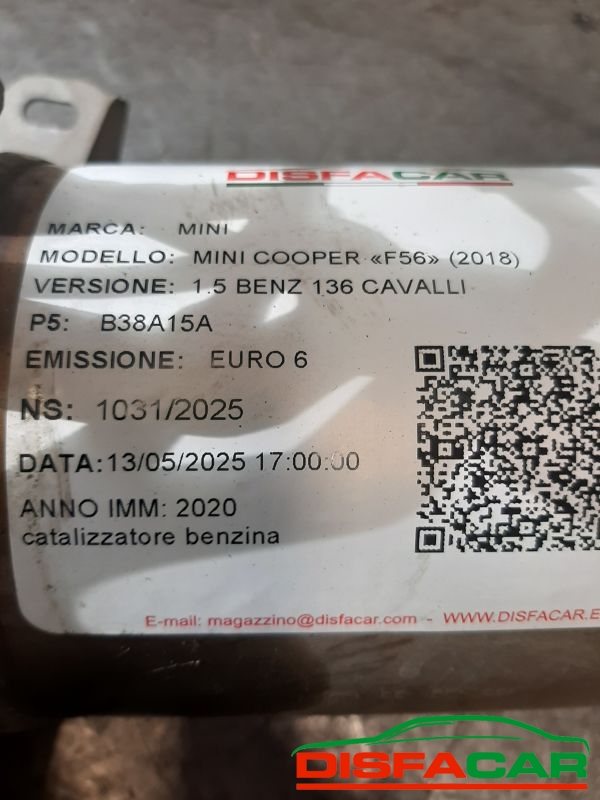 DISFACAR
MARCA: MINI
MODELLO: MINI COOPER «F56» (2018)
VERSIONE: 1.5 BENZ 136 CAVALLI
P5: B38A15A
EMISSIONE: EURO 6
NS: 1031/2025
DATA:13/05/2025 17:00:00
ANNO IMM: 2020
catalizzatore benzina
E-mail: magazzino@disfacar.com - WWW.DISFACAR.E
DISFACAR